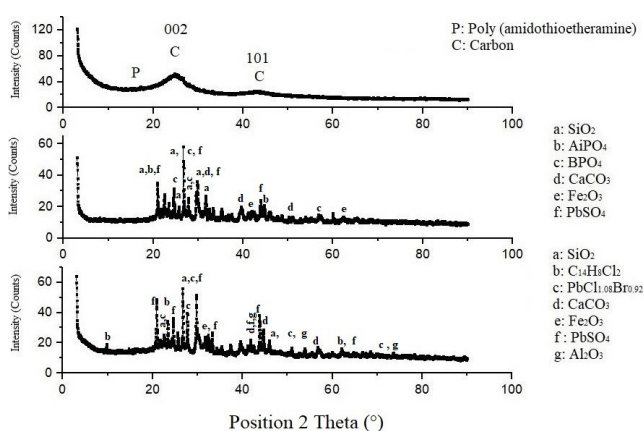 120
100
80
60
40
20
0
Intensity (Counts)
002
C
P
101
C
P: Poly (amidothioetheramine)
C: Carbon
0 20 40 60 80 100
60
40
20
0
Intensity (Counts)
a,b,f
c
a
a,
c, f
a,c
a,d, f
a
d
e
f
b
d
c
e
a: SiO₂
b: AiPO₄
c: BPO₄
d: CaCO₃
e: Fe₂O₃
f: PbSO₄
0 20 40 60 80 100
60
40
20
0
Intensity (Counts)
b
f
a,c
b
f
a,c,f
c
e, f
d,f,g
f
d
a,
c,
g
d
b, f
c, g
a: SiO₂
b: C₁₄H₈Cl₂
c: PbCl₁.₀₈Br₀.₉₂
d: CaCO₃
e: Fe₂O₃
f : PbSO₄
g: Al₂O₃
0 20 40 60 80 100
Position 2 Theta (°)